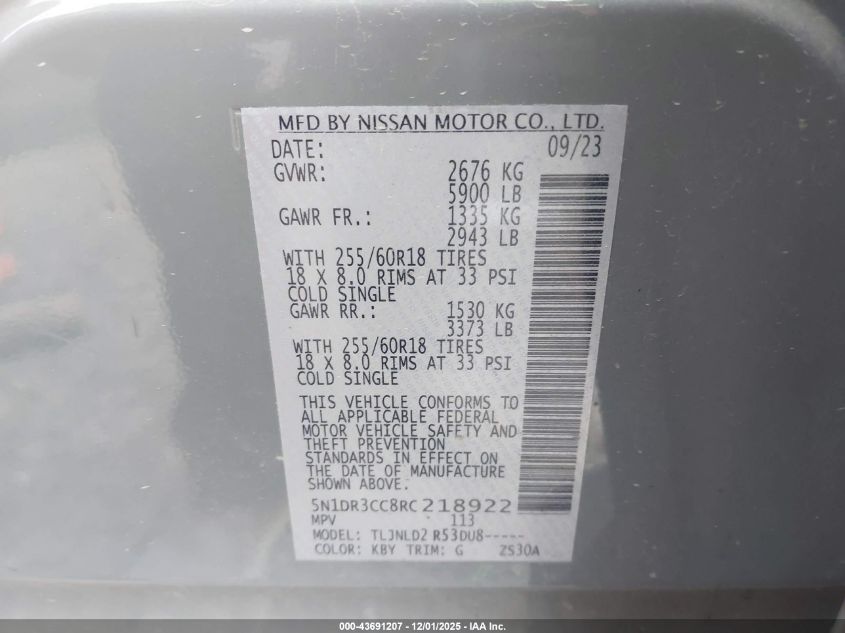 MFD BY NISSAN MOTOR CO., LTD.
DATE: 09/23
GVWR: 2676 KG
5900 LB
GAWR FR.: 1335 KG
2943 LB
WITH 255/60R18 TIRES
18 X 8.0 RIMS AT 33 PSI
COLD SINGLE
GAWR RR.: 1530 KG
3373 LB
WITH 255/60R18 TIRES
18 X 8.0 RIMS AT 33 PSI
COLD SINGLE
THIS VEHICLE CONFORMS TO
ALL APPLICABLE FEDERAL
MOTOR VEHICLE SAFETY AND
THEFT PREVENTION
STANDARDS IN EFFECT ON
THE DATE OF MANUFACTURE
SHOWN ABOVE.
5N1DR3CC8RC218922
MPV 113
MODEL: TLJNLD2 R53DU8-----
COLOR: KBY TRIM: G ZS30A
000-43691207 - 12/01/2025 - IAA Inc.